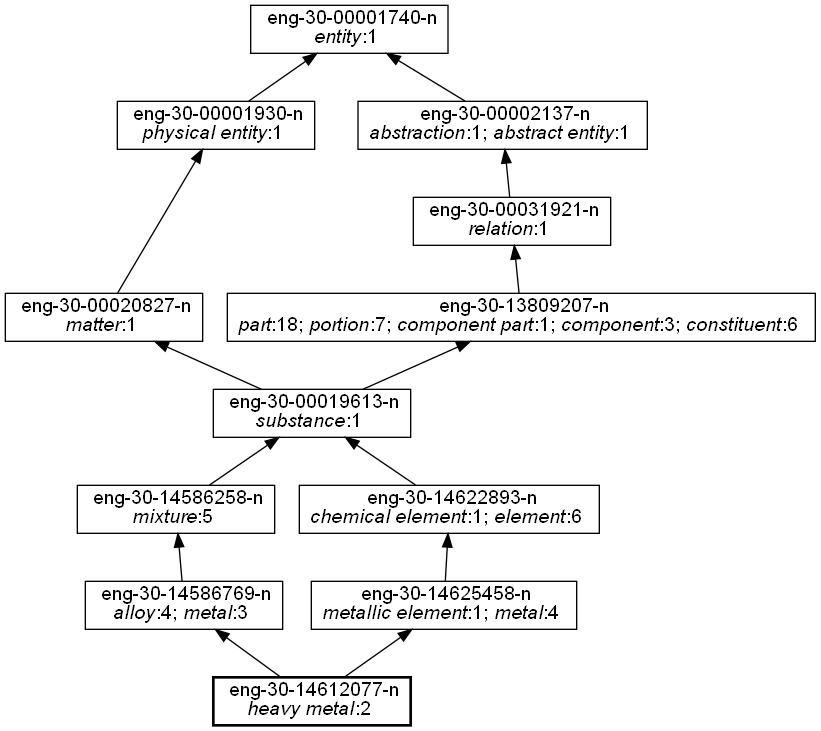 eng-30-00001740-n
entity:1
eng-30-00001930-n
physical entity:1
eng-30-00002137-n
abstraction:1; abstract entity:1
eng-30-00031921-n
relation:1
eng-30-00020827-n
matter:1
eng-30-13809207-n
part:18; portion:7; component part:1; component:3; constituent:6
eng-30-00019613-n
substance:1
eng-30-14586258-n
mixture:5
eng-30-14622893-n
chemical element:1; element:6
eng-30-14586769-n
alloy:4; metal:3
eng-30-14625458-n
metallic element:1; metal:4
eng-30-14612077-n
heavy metal:2